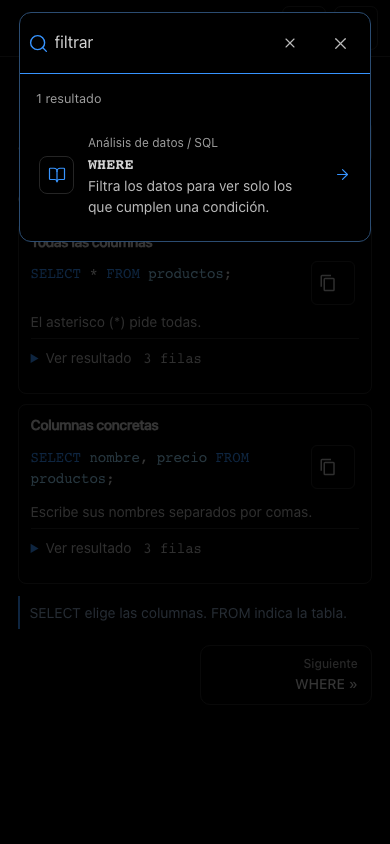 filtrar
1 resultado
Análisis de datos / SQL
WHERE
Filtra los datos para ver solo los
que cumplen una condición.
Todas las columnas
SELECT * FROM productos;
El asterisco (*) pide todas.
Ver resultado 3 filas
Columnas concretas
SELECT nombre, precio FROM
productos;
Escribe sus nombres separados por comas.
Ver resultado 3 filas
SELECT elige las columnas. FROM indica la tabla.
Siguiente
WHERE »